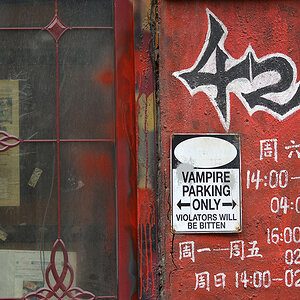 42
VAMPIRE
PARKING
ONLY
VIOLATORS WILL
BE BITTEN
周六
14:00-
04:00
16:00
周一一周五 02
周日 14:00-02